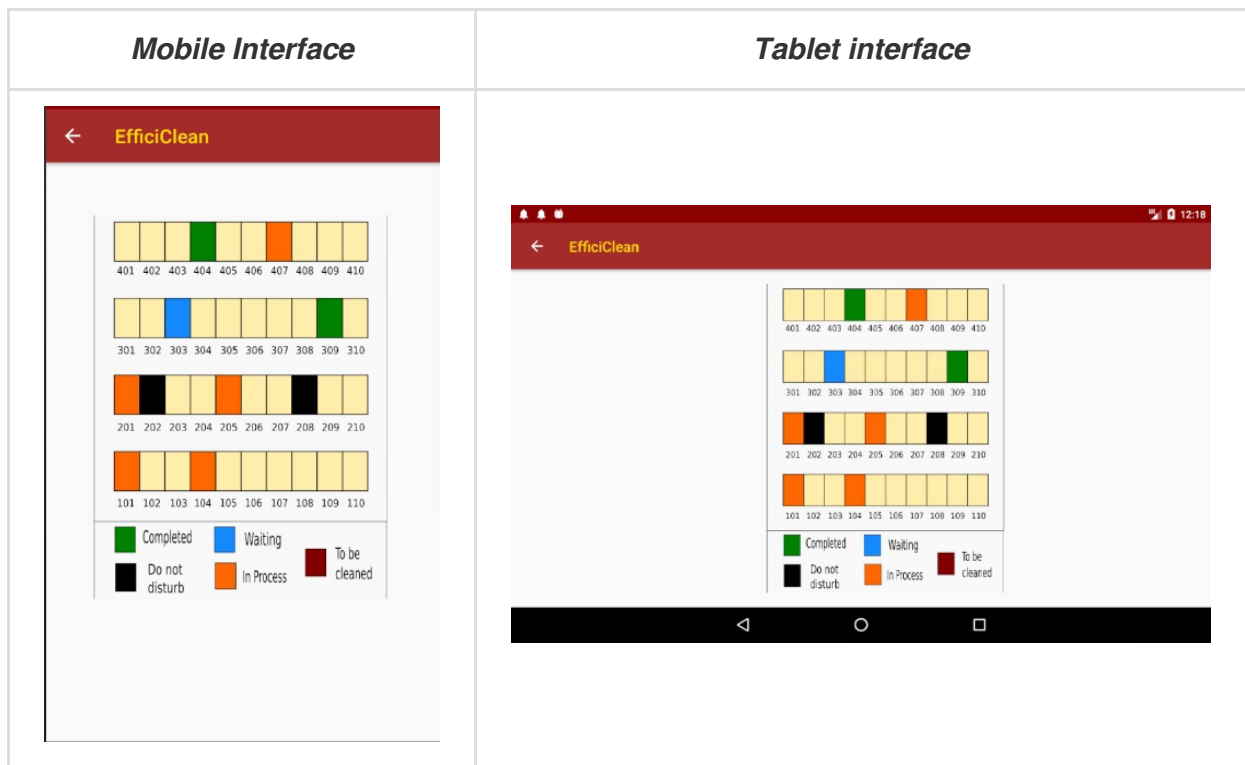 Mobile Interface
Tablet interface
EfficiClean
401 402 403 404 405 406 407 408 409 410
301 302 303 304 305 306 307 308 309 310
201 202 203 204 205 206 207 208 209 210
101 102 103 104 105 106 107 108 109 110
Completed Waiting
Do not
disturb
In Process
To be
cleaned
12:18
EfficiClean
401 402 403 404 405 406 407 408 409 410
301 302 303 304 305 306 307 308 309 310
201 202 203 204 205 206 207 208 209 210
101 102 103 104 105 106 107 108 109 110
Completed Waiting
Do not
disturb
In Process
To be
cleaned